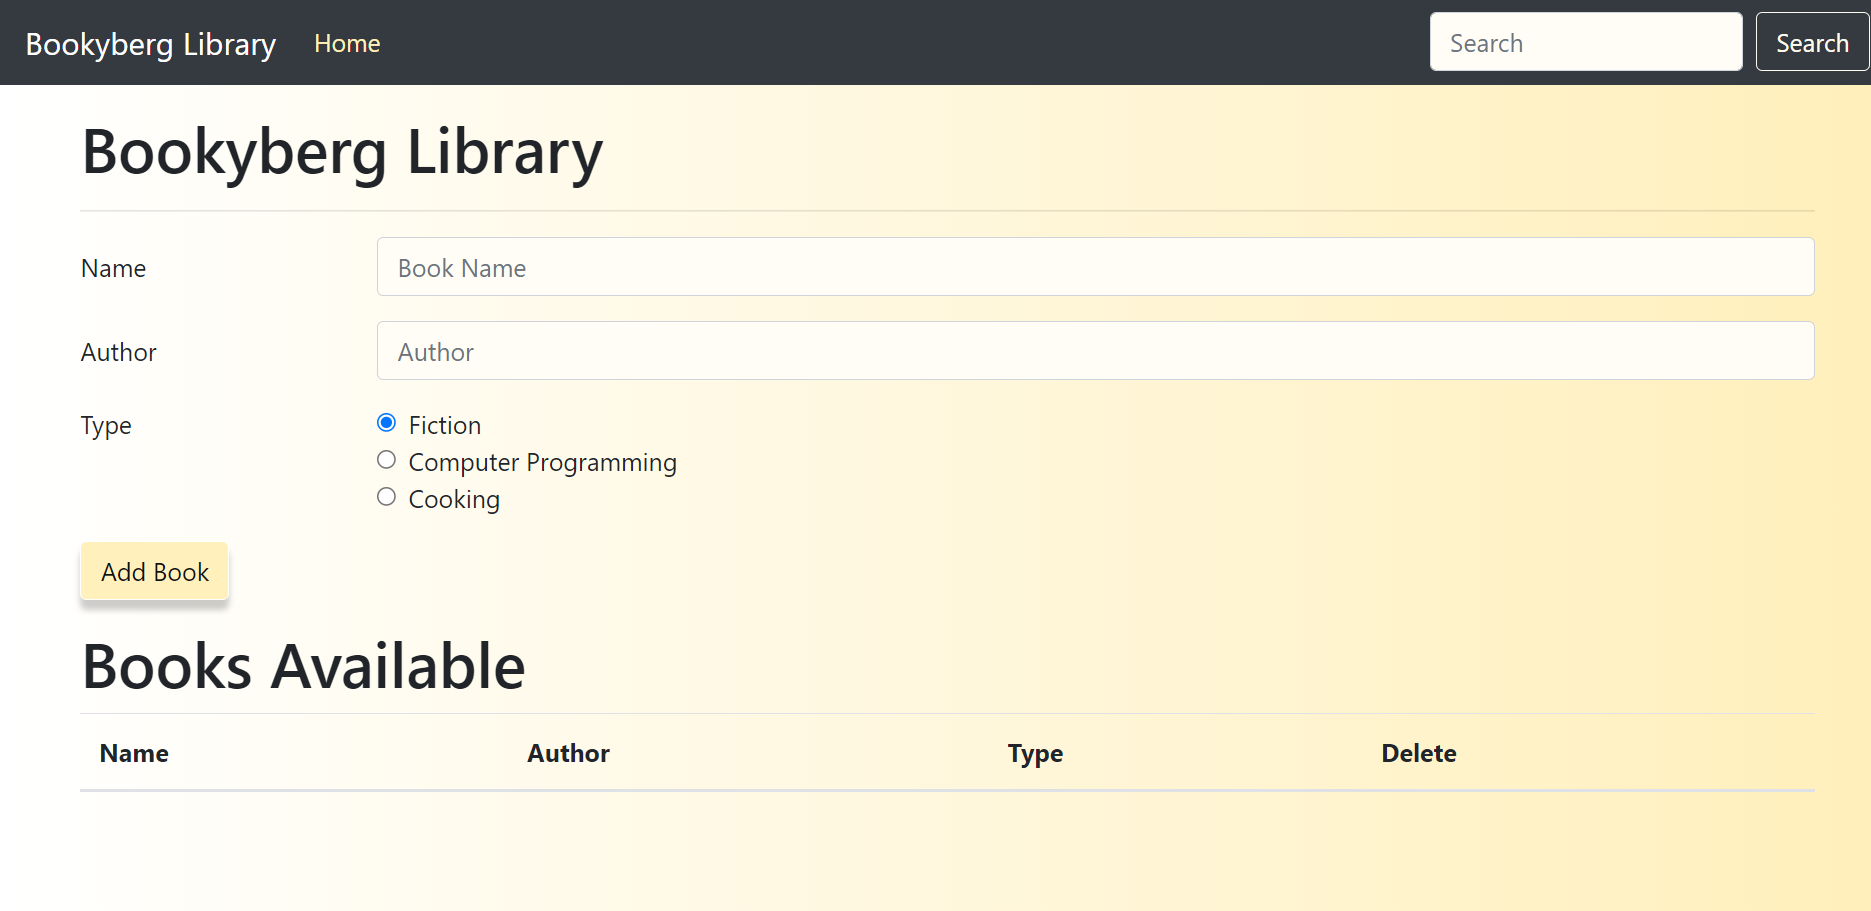 Bookyberg Library Home Search Search
Bookyberg Library
Name Book Name
Author Author
Type Fiction
Computer Programming
Cooking
Add Book
Books Available
Name Author Type Delete